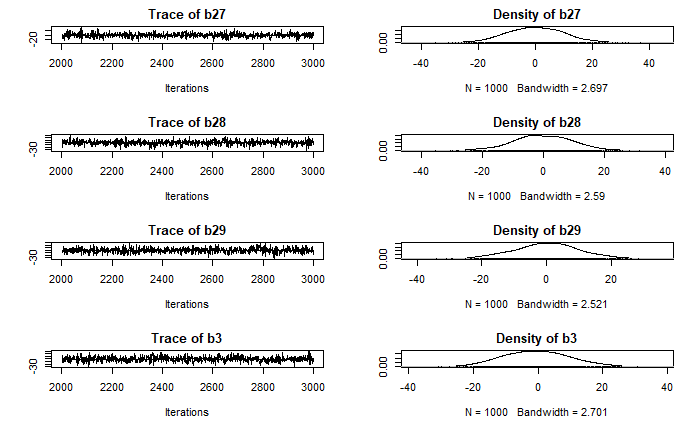 Trace of b27
-20
2000 2200 2400 2600 2800 3000
Iterations
Density of b27
0.00
-40 -20 0 20 40
N = 1000 Bandwidth = 2.697
Trace of b28
-30
2000 2200 2400 2600 2800 3000
Iterations
Density of b28
0.00
-40 -20 0 20 40
N = 1000 Bandwidth = 2.59
Trace of b29
-30
2000 2200 2400 2600 2800 3000
Iterations
Density of b29
0.00
-40 -20 0 20
N = 1000 Bandwidth = 2.521
Trace of b3
-30
2000 2200 2400 2600 2800 3000
Iterations
Density of b3
0.00
-40 -20 0 20 40
N = 1000 Bandwidth = 2.701